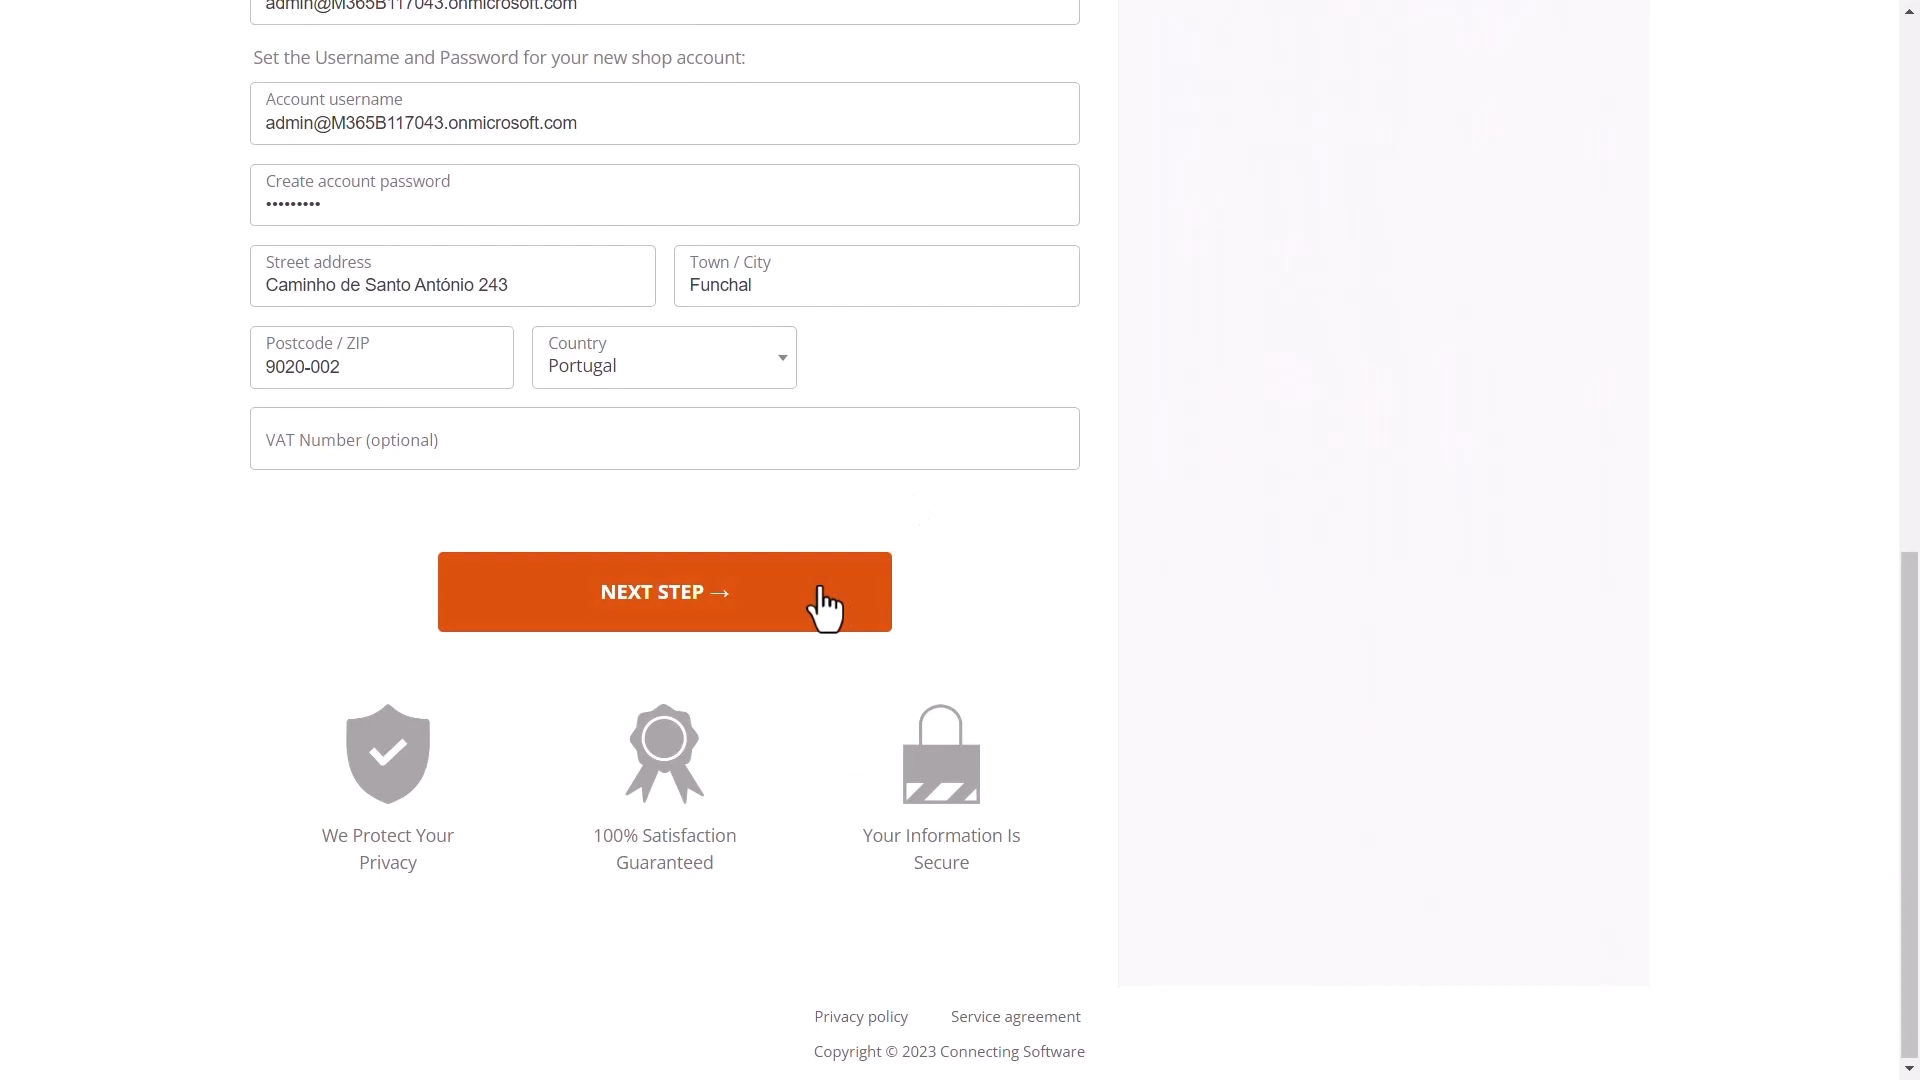 admin@M365B117043.onmicrosoft.com
Set the Username and Password for your new shop account:
Account username
admin@M365B117043.onmicrosoft.com
Create account password
•••••••••
Street address
Caminho de Santo António 243
Town / City
Funchal
Postcode / ZIP
9020-002
Country
Portugal
VAT Number (optional)
NEXT STEP →
We Protect Your
Privacy
100% Satisfaction
Guaranteed
Your Information Is
Secure
Privacy policy
Service agreement
Copyright © 2023 Connecting Software